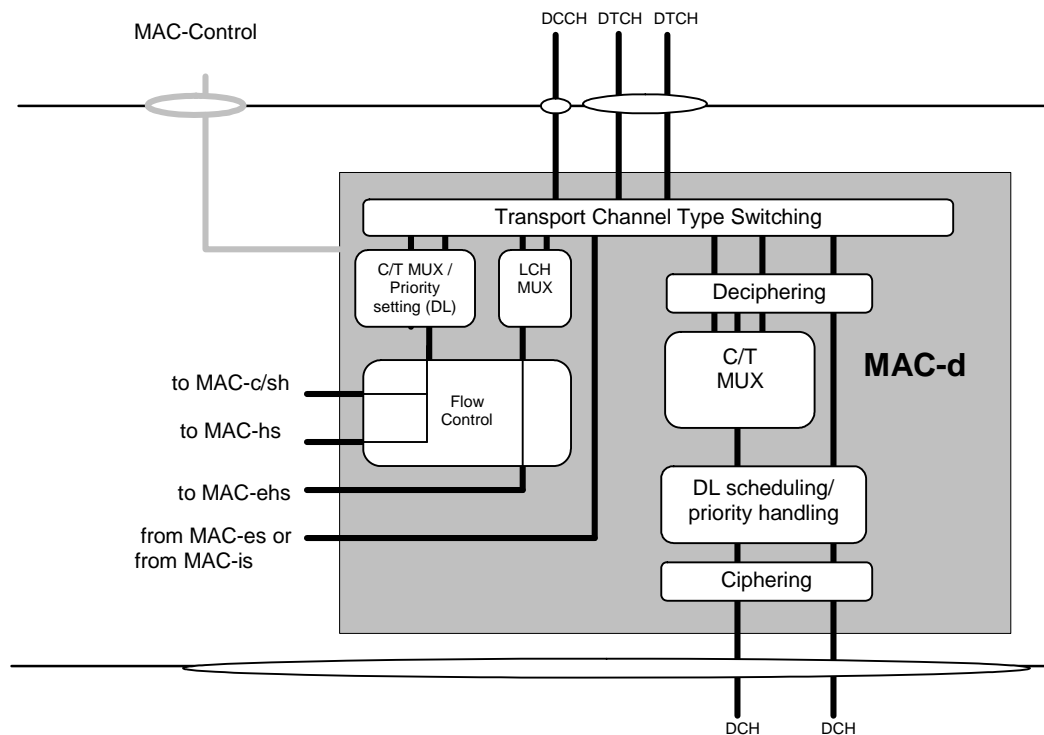 DCCH DTCH DTCH
MAC-Control
Transport Channel Type Switching
C/T MUX /
Priority
setting (DL)
LCH
MUX
Deciphering
C/T
MUX
MAC-d
to MAC-c/sh
Flow
Control
to MAC-hs
to MAC-ehs
DL scheduling/
priority handling
from MAC-es or
from MAC-is
Ciphering
DCH DCH